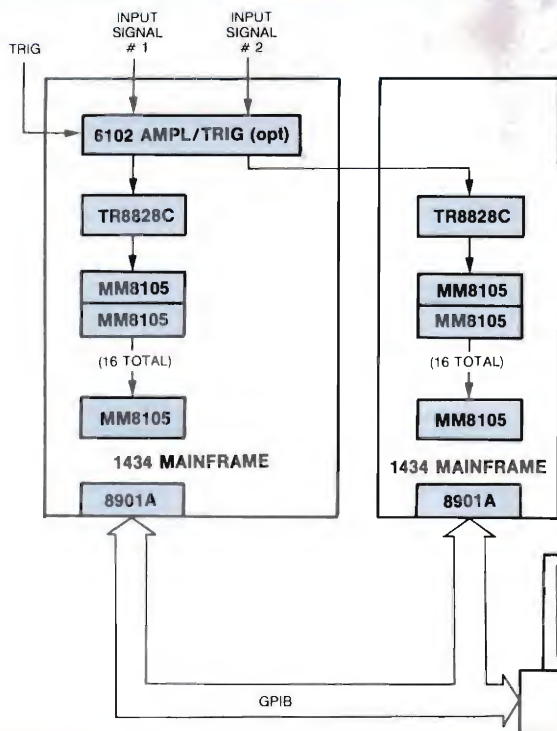 INPUT
SIGNAL
# 1
INPUT
SIGNAL
# 2
TRIG
6102 AMPL/TRIG (opt)
TR8828C
MM8105
MM8105
(16 TOTAL)
MM8105
1434 MAINFRAME
8901A
TR8828C
MM8105
MM8105
(16 TOTAL)
MM8105
1434 MAINFRAME
8901A
GPIB